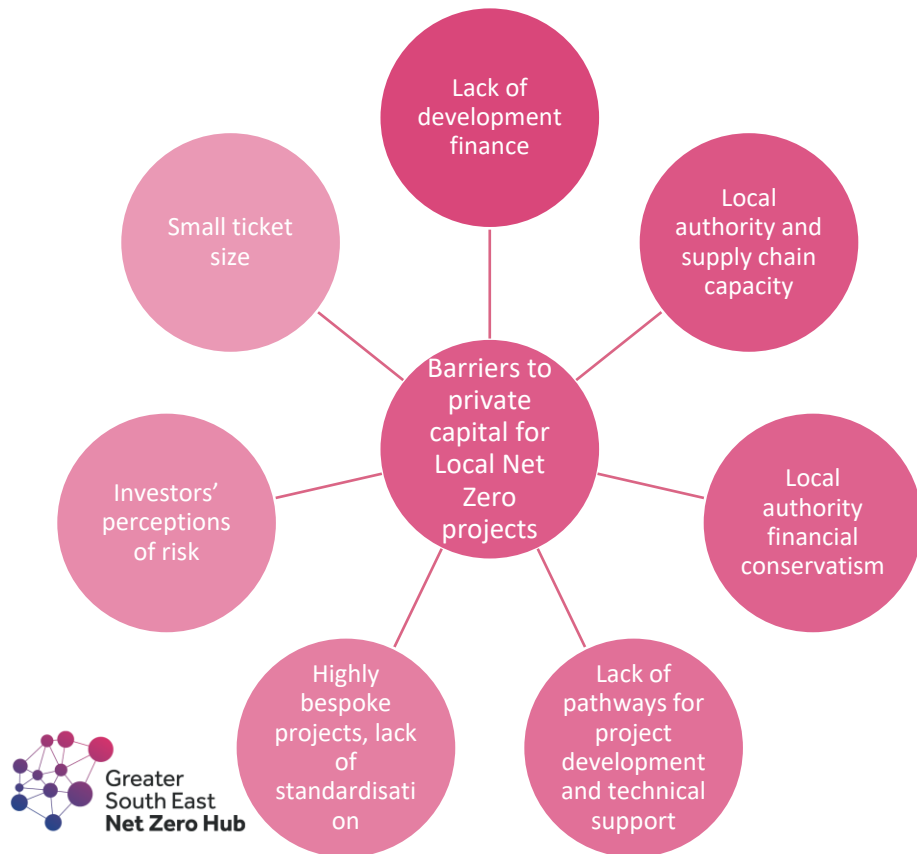 Lack of
development
finance
Local
authority and
supply chain
capacity
Local
authority
financial
conservatism
Lack of
pathways for
project
development
and technical
support
Highly
bespoke
projects, lack
of
standardisati
on
Investors’
perceptions
of risk
Small ticket
size
Barriers to
private
capital for
Local Net
Zero
projects
Greater
South East
Net Zero Hub